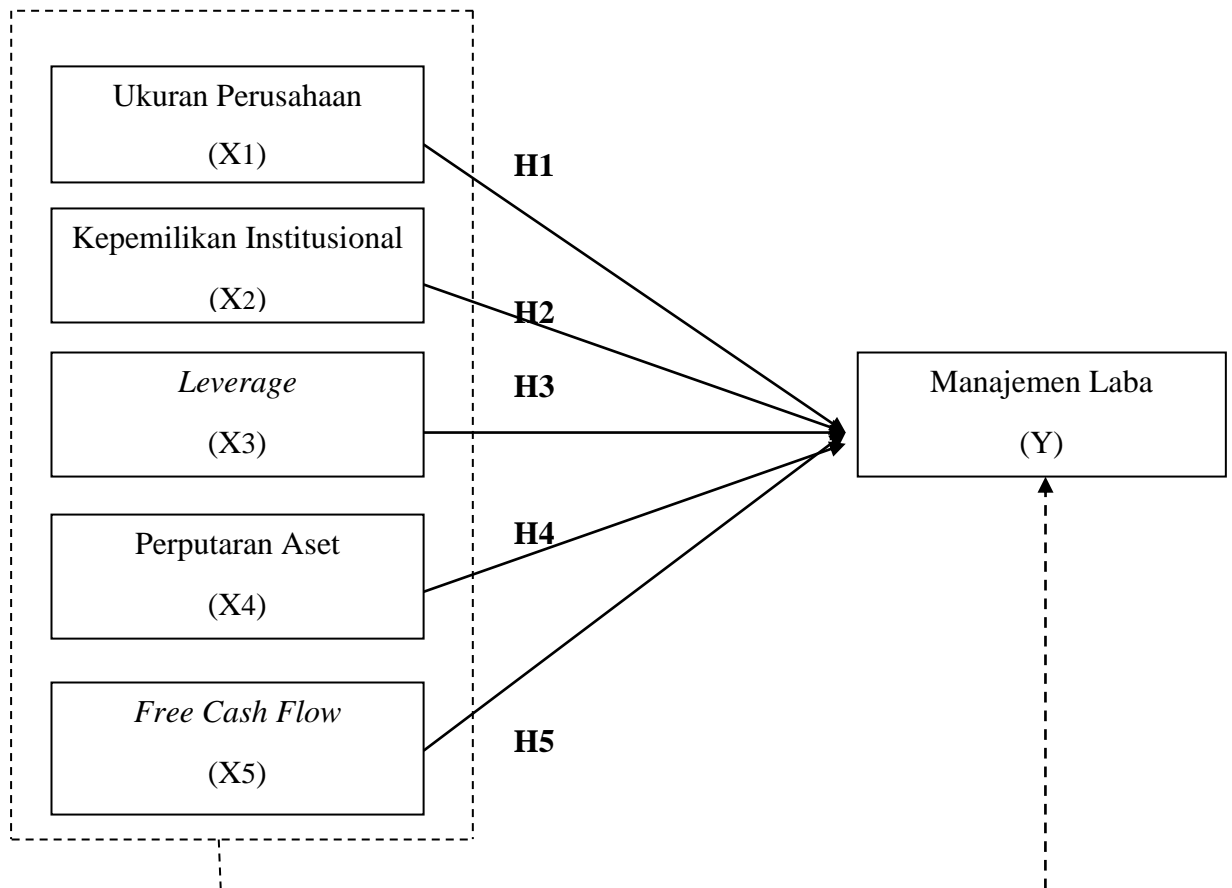 Ukuran Perusahaan
(X1)
H1
Kepemilikan Institusional
(X2)
H2
Leverage
(X3)
H3
Manajemen Laba
(Y)
Perputaran Aset
(X4)
H4
Free Cash Flow
(X5)
H5